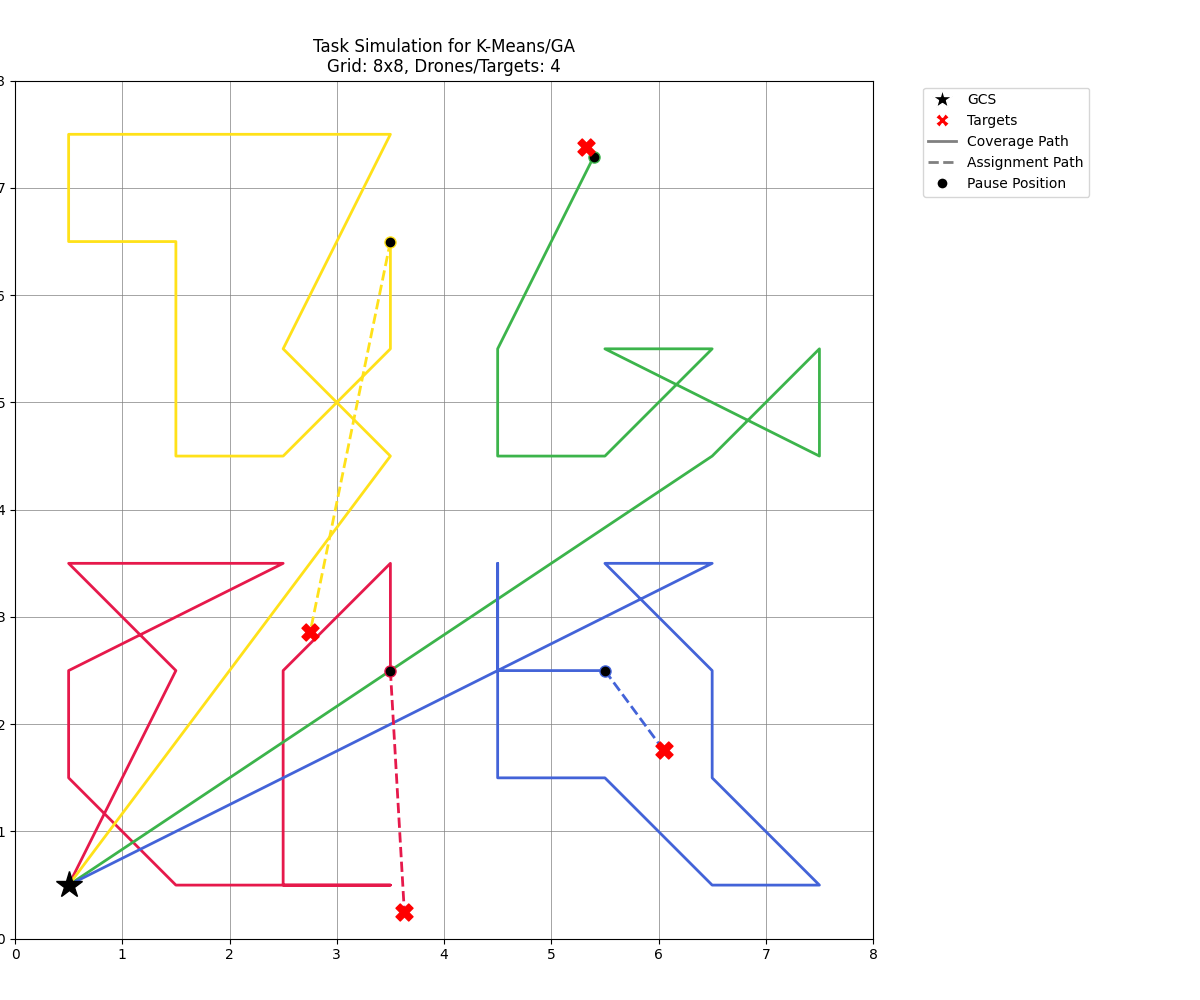 Task Simulation for K-Means/GA
Grid: 8x8, Drones/Targets: 4
GCS
Targets
Coverage Path
Assignment Path
Pause Position
8
7
6
5
4
3
2
1
0
0 1 2 3 4 5 6 7 8